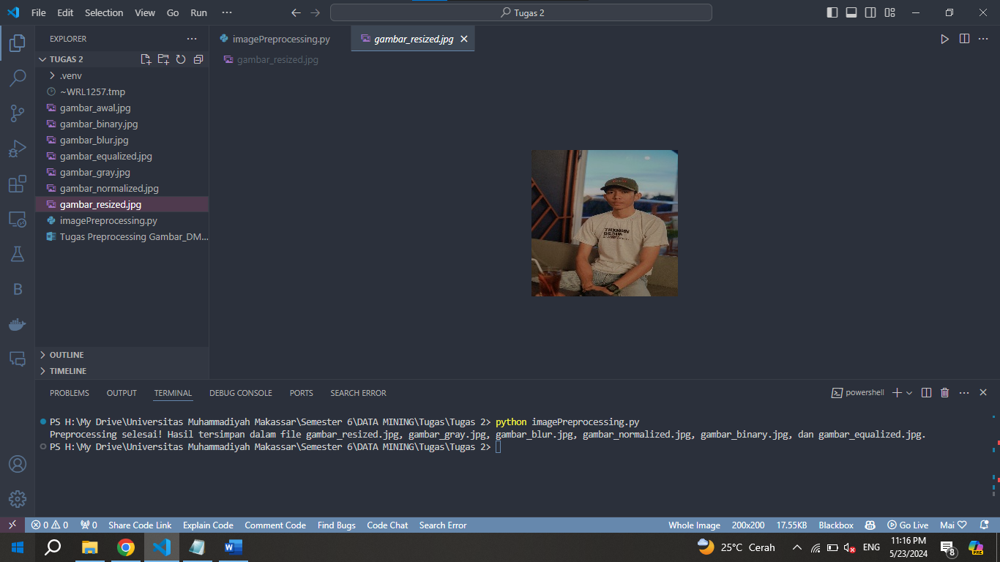 File Edit Selection View Go Run ··· Tugas 2
EXPLORER ···
TUGAS 2
.venv
~WRL1257.tmp
gambar_awal.jpg
gambar_binary.jpg
gambar_blur.jpg
gambar_equalized.jpg
gambar_gray.jpg
gambar_normalized.jpg
gambar_resized.jpg
imagePreprocessing.py
Tugas Preprocessing Gambar_DM...
OUTLINE
TIMELINE
imagePreprocessing.py gambar_resized.jpg
gambar_resized.jpg
PROBLEMS OUTPUT TERMINAL DEBUG CONSOLE PORTS SEARCH ERROR powershell
PS H:\My Drive\Universitas Muhammadiyah Makassar\Semester 6\DATA MINING\Tugas\Tugas 2> python imagePreprocessing.py
Preprocessing selesai! Hasil tersimpan dalam file gambar_resized.jpg, gambar_gray.jpg, gambar_blur.jpg, gambar_normalized.jpg, gambar_binary.jpg, dan gambar_equalized.jpg.
PS H:\My Drive\Universitas Muhammadiyah Makassar\Semester 6\DATA MINING\Tugas\Tugas 2>
0 0 0 Share Code Link Explain Code Comment Code Find Bugs Code Chat Search Error Whole Image 200x200 17.55KB Blackbox Go Live Mai
25°C Cerah ENG 11:16 PM
5/23/2024 8 PRE